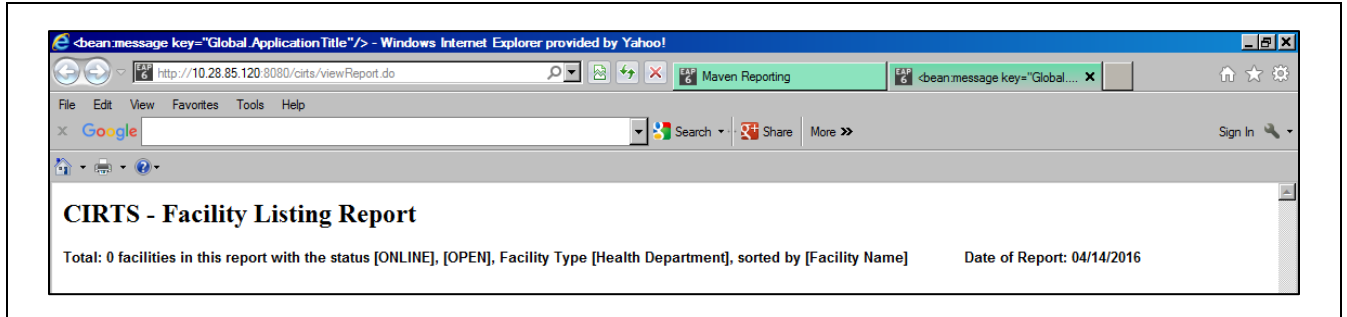 <bean:message key="Global.ApplicationTitle"/> - Windows Internet Explorer provided by Yahoo!
EAP 6 http://10.28.85.120:8080/cirts/viewReport.do EAP 6 Maven Reporting EAP 6 <bean:message key="Global....
File Edit View Favorites Tools Help
x Google Search Share More >> Sign In
CIRTS - Facility Listing Report
Total: 0 facilities in this report with the status [ONLINE], [OPEN], Facility Type [Health Department], sorted by [Facility Name] Date of Report: 04/14/2016